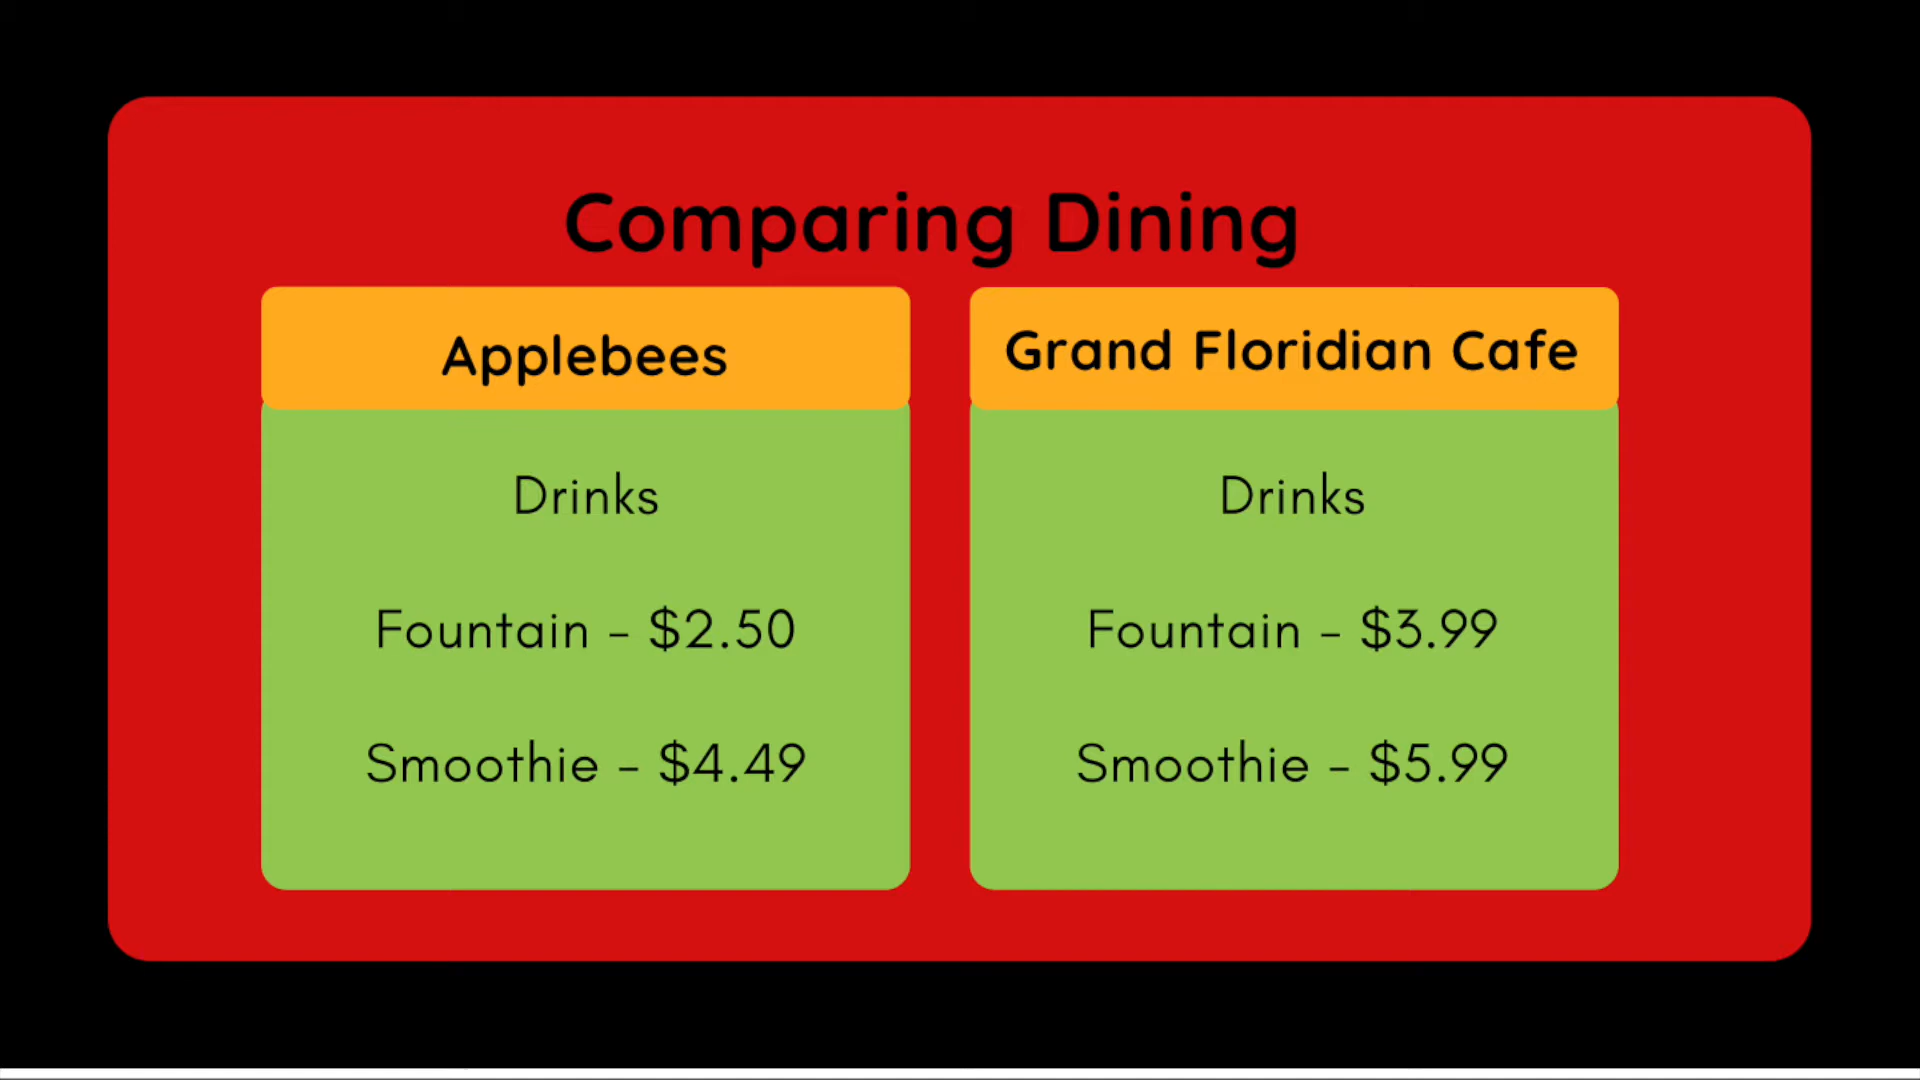 Comparing Dining
Applebees
Drinks
Fountain - $2.50
Smoothie - $4.49
Grand Floridian Cafe
Drinks
Fountain - $3.99
Smoothie - $5.99